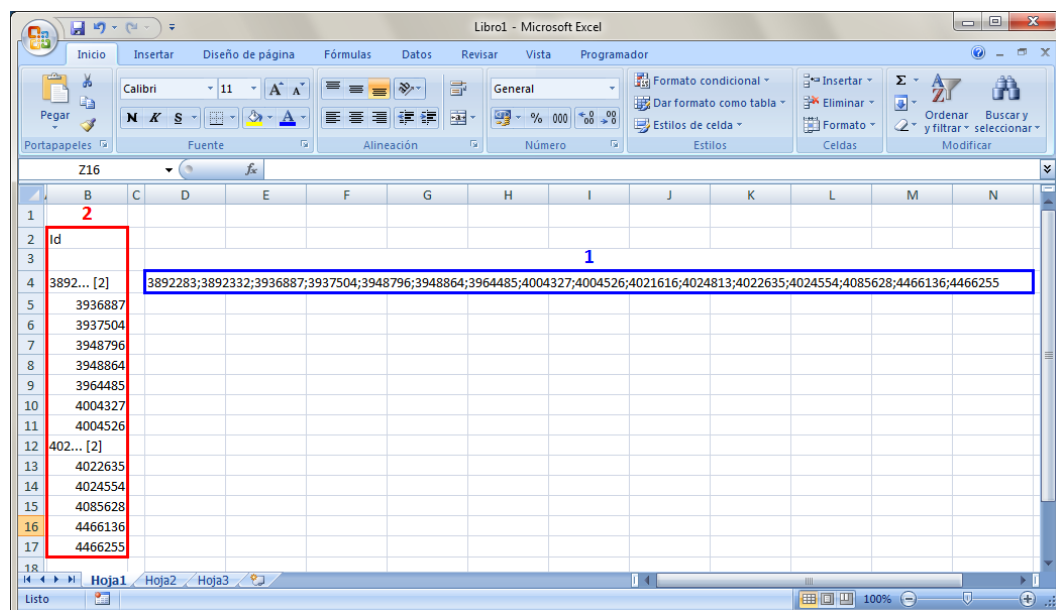 Libro1 - Microsoft Excel
Inicio Insertar Diseño de página Fórmulas Datos Revisar Vista Programador
Pegar
Portapapeles
Calibri 11 A A
N K S A
Fuente
Alineación
General
% 000 ,0 ,00 ,00 ,0
Número
Formato condicional
Dar formato como tabla
Estilos de celda
Estilos
Insertar
Eliminar
Formato
Celdas
Σ
Ordenar y filtrar
Buscar y seleccionar
Modificar
Z16 fx
B C D E F G H I J K L M N
1 2
2 Id
3 1
4 3892... [2] 3892283;3892332;3936887;3937504;3948796;3948864;3964485;4004327;4004526;4021616;4024813;4022635;4024554;4085628;4466136;4466255
5 3936887
6 3937504
7 3948796
8 3948864
9 3964485
10 4004327
11 4004526
12 402... [2]
13 4022635
14 4024554
15 4085628
16 4466136
17 4466255
18
Hoja1 Hoja2 Hoja3
Listo 100%